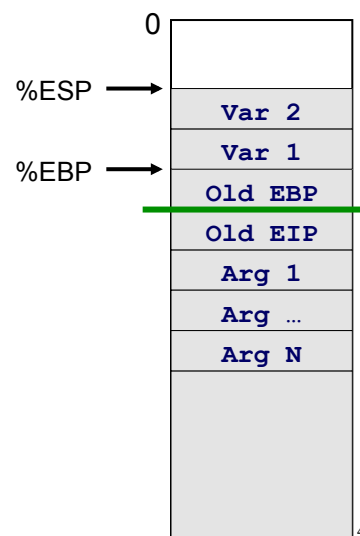 0
%ESP
Var 2
Var 1
%EBP
Old EBP
Old EIP
Arg 1
Arg …
Arg N